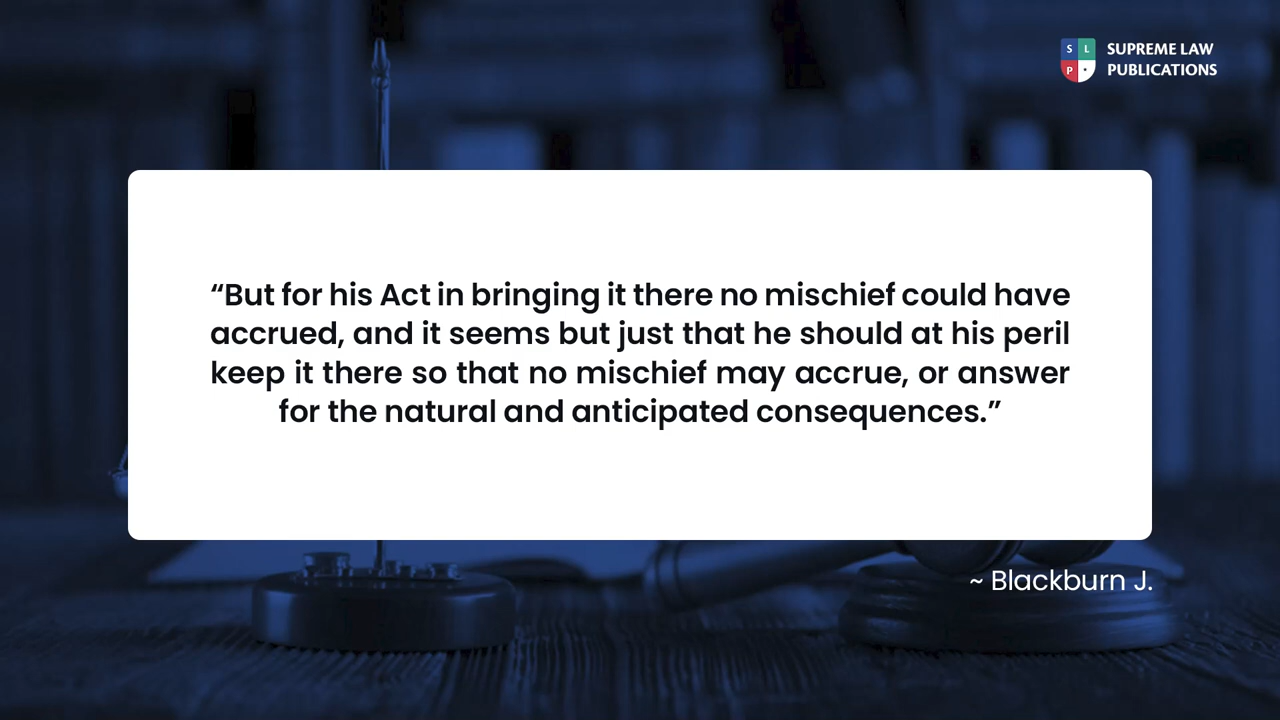 S L
P
SUPREME LAW
PUBLICATIONS
“But for his Act in bringing it there no mischief could have
accrued, and it seems but just that he should at his peril
keep it there so that no mischief may accrue, or answer
for the natural and anticipated consequences.”
~ Blackburn J.